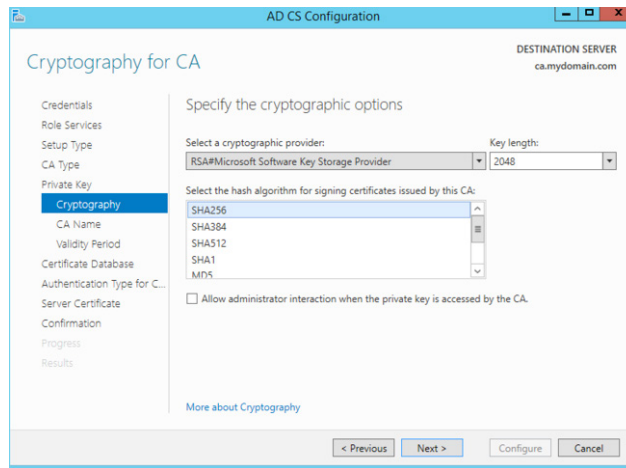 AD CS Configuration
Cryptography for CA
DESTINATION SERVER
ca.mydomain.com
Credentials
Role Services
Setup Type
CA Type
Private Key
Cryptography
CA Name
Validity Period
Certificate Database
Authentication Type for C...
Server Certificate
Confirmation
Progress
Results
Specify the cryptographic options
Select a cryptographic provider:
Key length:
RSA#Microsoft Software Key Storage Provider
2048
Select the hash algorithm for signing certificates issued by this CA:
SHA256
SHA384
SHA512
SHA1
MD5
Allow administrator interaction when the private key is accessed by the CA.
More about Cryptography
< Previous
Next >
Configure
Cancel